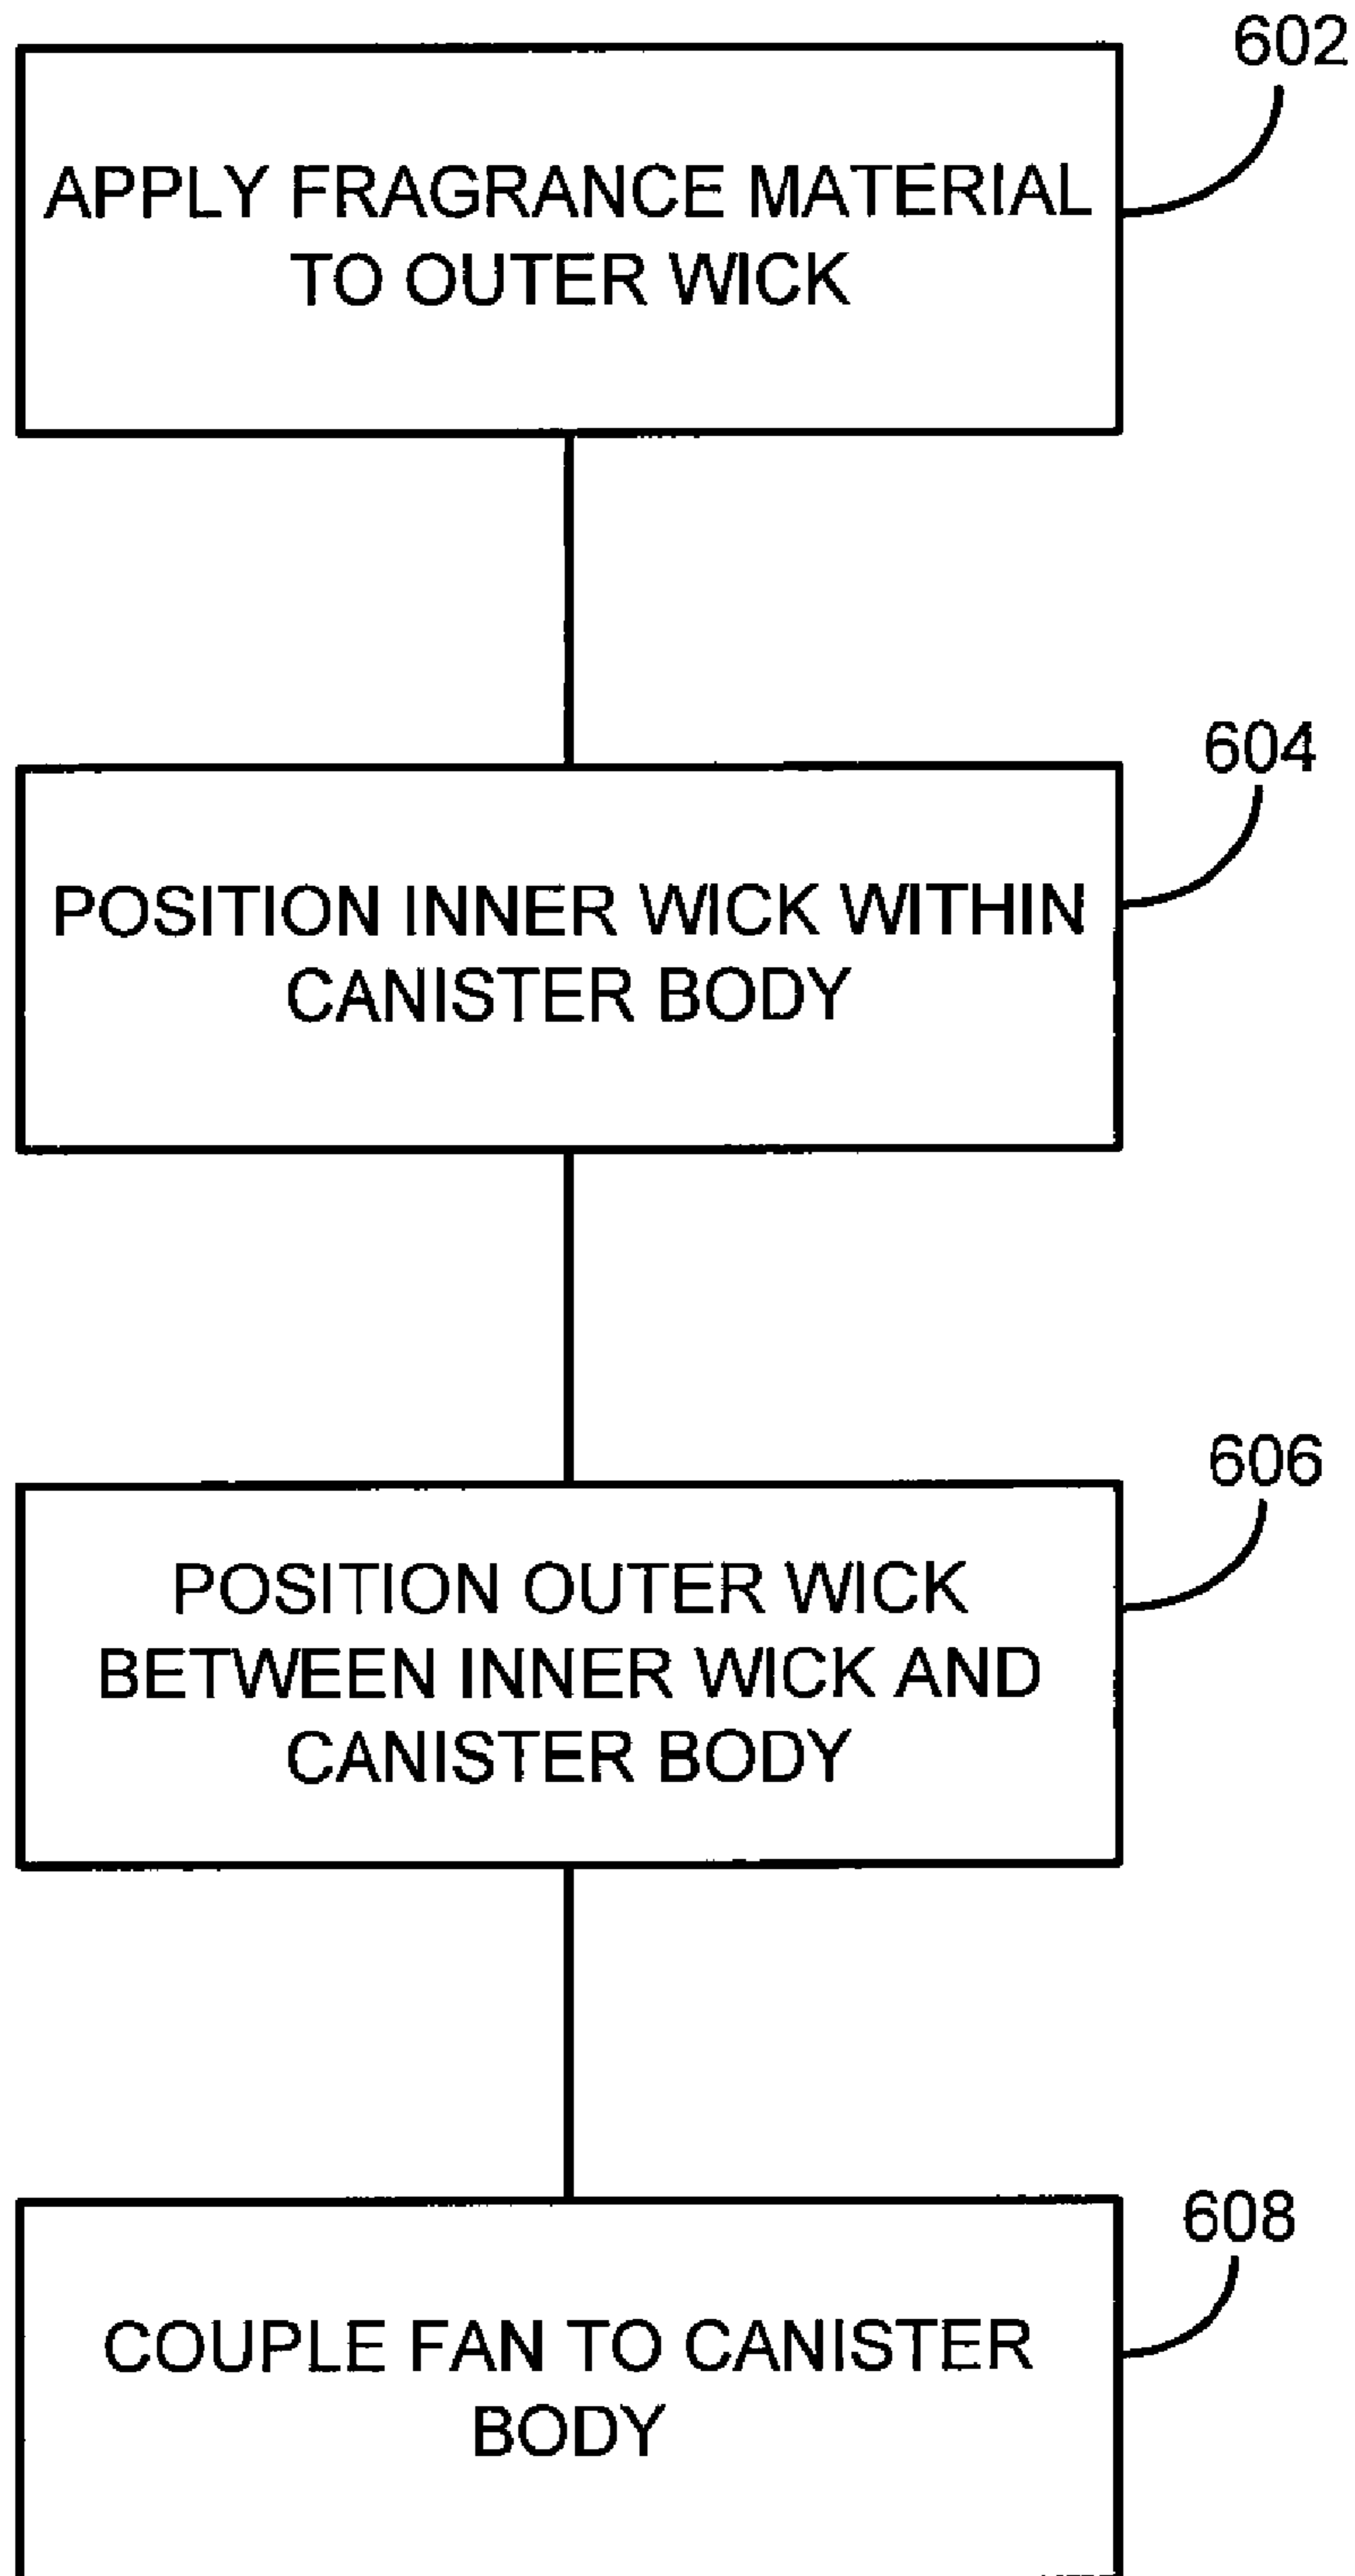 602
APPLY FRAGRANCE MATERIAL
TO OUTER WICK
604
POSITION INNER WICK WITHIN
CANISTER BODY
606
POSITION OUTER WICK
BETWEEN INNER WICK AND
CANISTER BODY
608
COUPLE FAN TO CANISTER
BODY